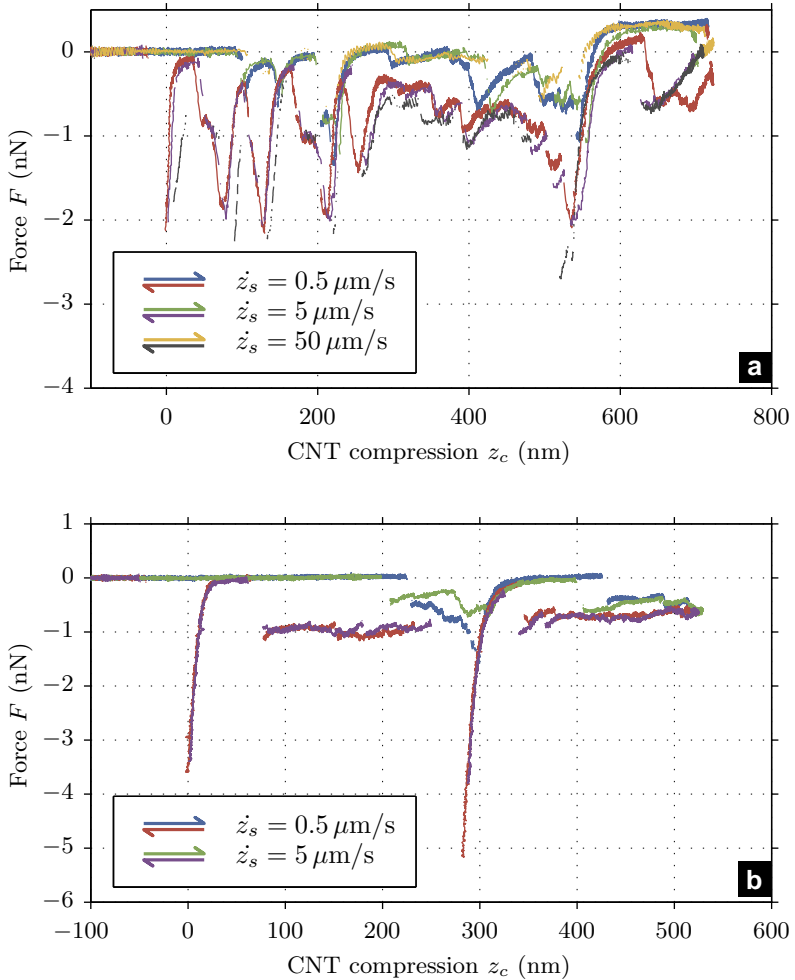 0
−1
−2
−3
−4
Force F (nN)
ż_s = 0.5 μm/s
ż_s = 5 μm/s
ż_s = 50 μm/s
a
0 200 400 600 800
CNT compression z_c (nm)
1
0
−1
−2
−3
−4
−5
−6
Force F (nN)
ż_s = 0.5 μm/s
ż_s = 5 μm/s
b
−100 0 100 200 300 400 500 600
CNT compression z_c (nm)